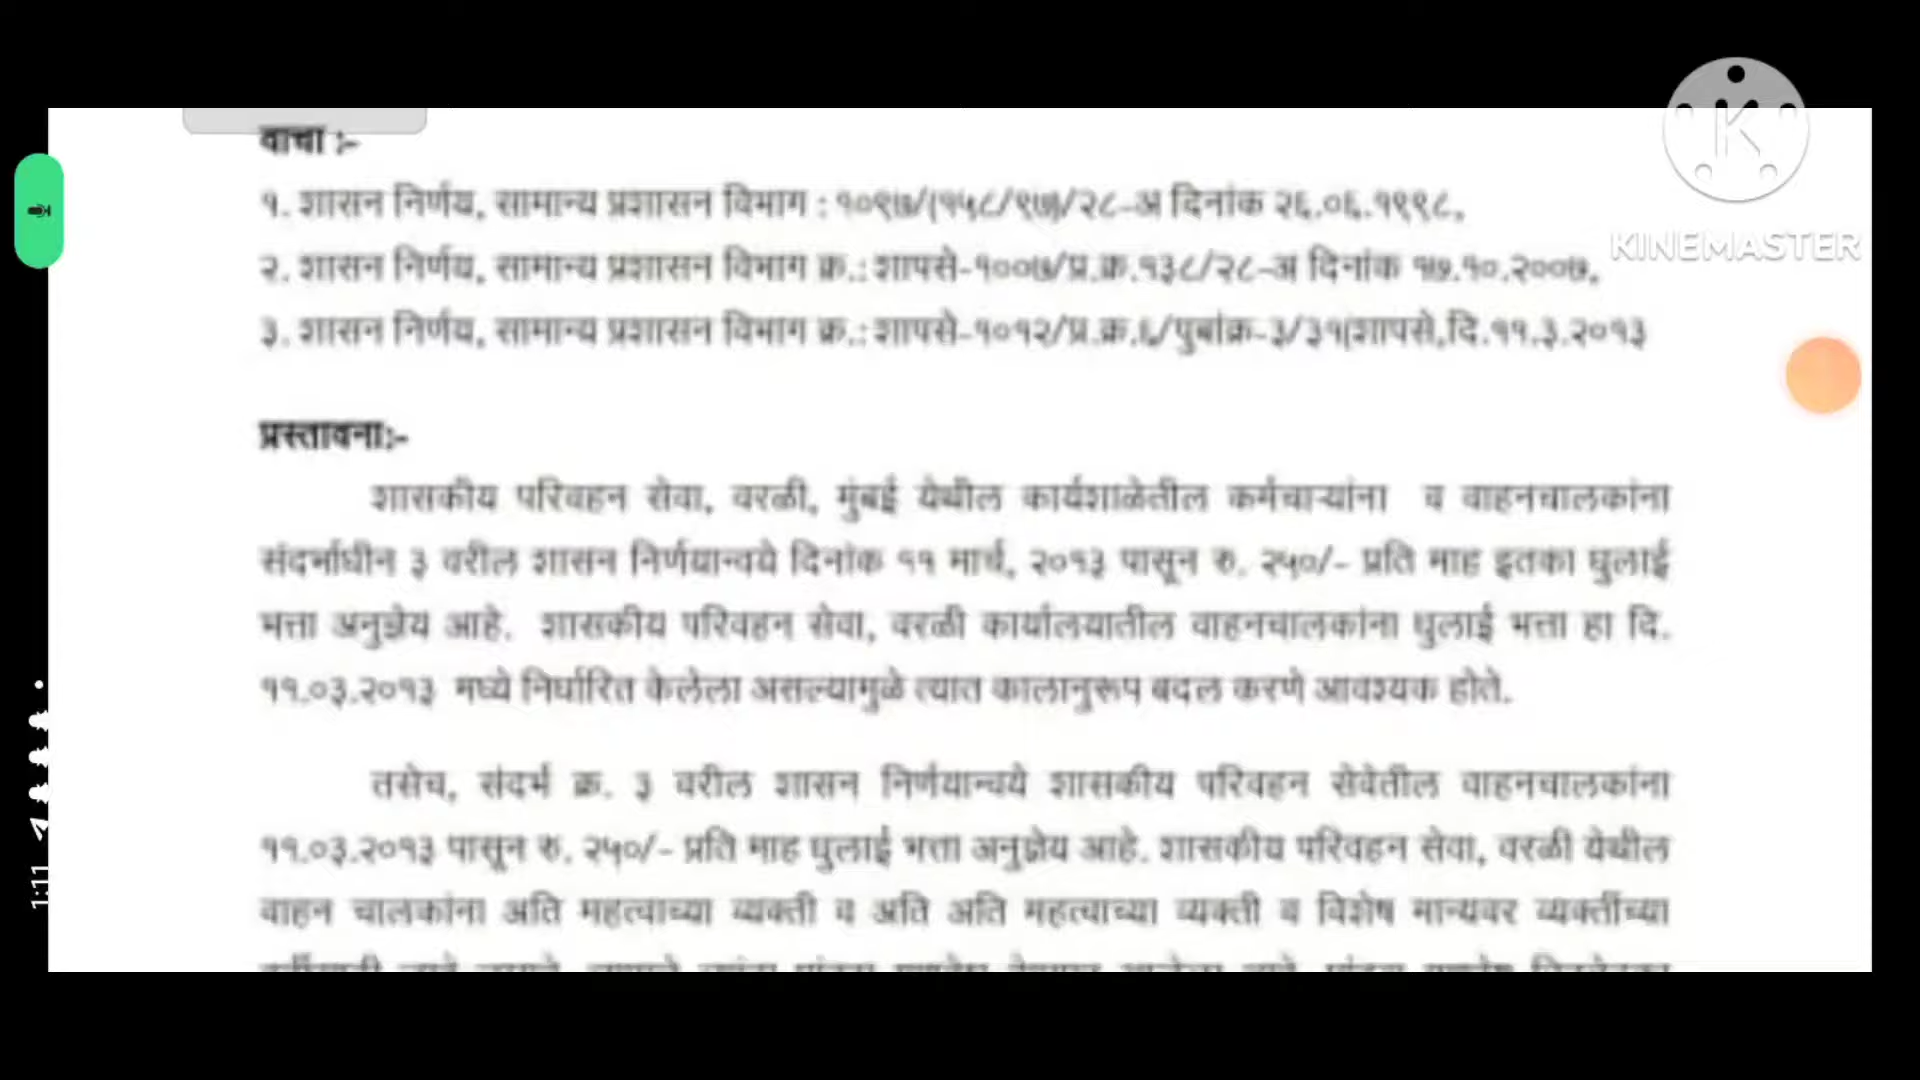 वाचा :-
१. शासन निर्णय, सामान्य प्रशासन विभाग : १०९७/(१५८/९७)/२८-अ दिनांक २६.०६.१९९८,
KINEMASTER
२. शासन निर्णय, सामान्य प्रशासन विभाग क्र.: शापसे-१००७/प्र.क्र.१३८/२८-अ दिनांक १७.१०.२००७,
३. शासन निर्णय, सामान्य प्रशासन विभाग क्र.: शापसे-१०१२/प्र.क्र.६/पुबांक्र-३/३१/शापसे,दि.११.३.२०१३
प्रस्तावना:-
शासकीय परिवहन सेवा, वरळी, मुंबई येथील कार्यशाळेतील कर्मचाऱ्यांना व वाहनचालकांना
संदर्भाधीन ३ वरील शासन निर्णयान्वये दिनांक ११ मार्च, २०१३ पासून रु. २५०/- प्रति माह इतका धुलाई
भत्ता अनुज्ञेय आहे. शासकीय परिवहन सेवा, वरळी कार्यालयातील वाहनचालकांना धुलाई भत्ता हा दि.
११.०३.२०१३ मध्ये निर्धारित केलेला असल्यामुळे त्यात कालानुरूप बदल करणे आवश्यक होते.
तसेच, संदर्भ क्र. ३ वरील शासन निर्णयान्वये शासकीय परिवहन सेवेतील वाहनचालकांना
११.०३.२०१३ पासून रु. २५०/- प्रति माह धुलाई भत्ता अनुज्ञेय आहे. शासकीय परिवहन सेवा, वरळी येथील
वाहन चालकांना अति महत्वाच्या व्यक्ती व अति अति महत्वाच्या व्यक्ती व विशेष मान्यवर व्यक्तींच्या
1:11